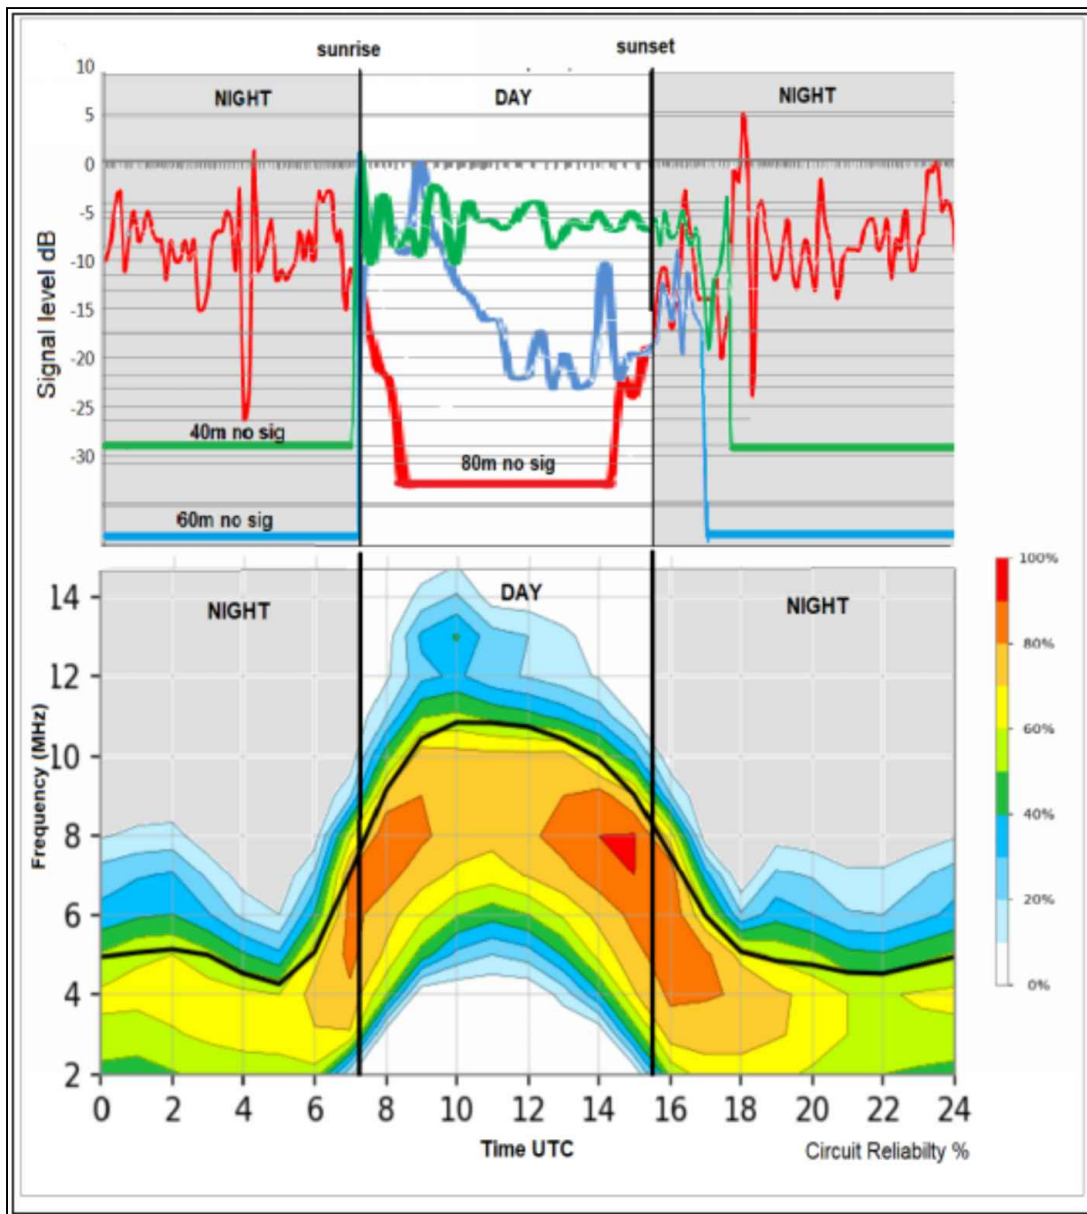 sunrise
sunset
10
NIGHT
DAY
NIGHT
5
0
-5
-10
-15
-20
-25
-30
Signal level dB
40m no sig
80m no sig
60m no sig
100%
14
NIGHT
DAY
NIGHT
12
80%
10
60%
8
40%
6
20%
4
0%
2
Frequency (MHz)
0 2 4 6 8 10 12 14 16 18 20 22 24
Time UTC
Circuit Reliabilty %